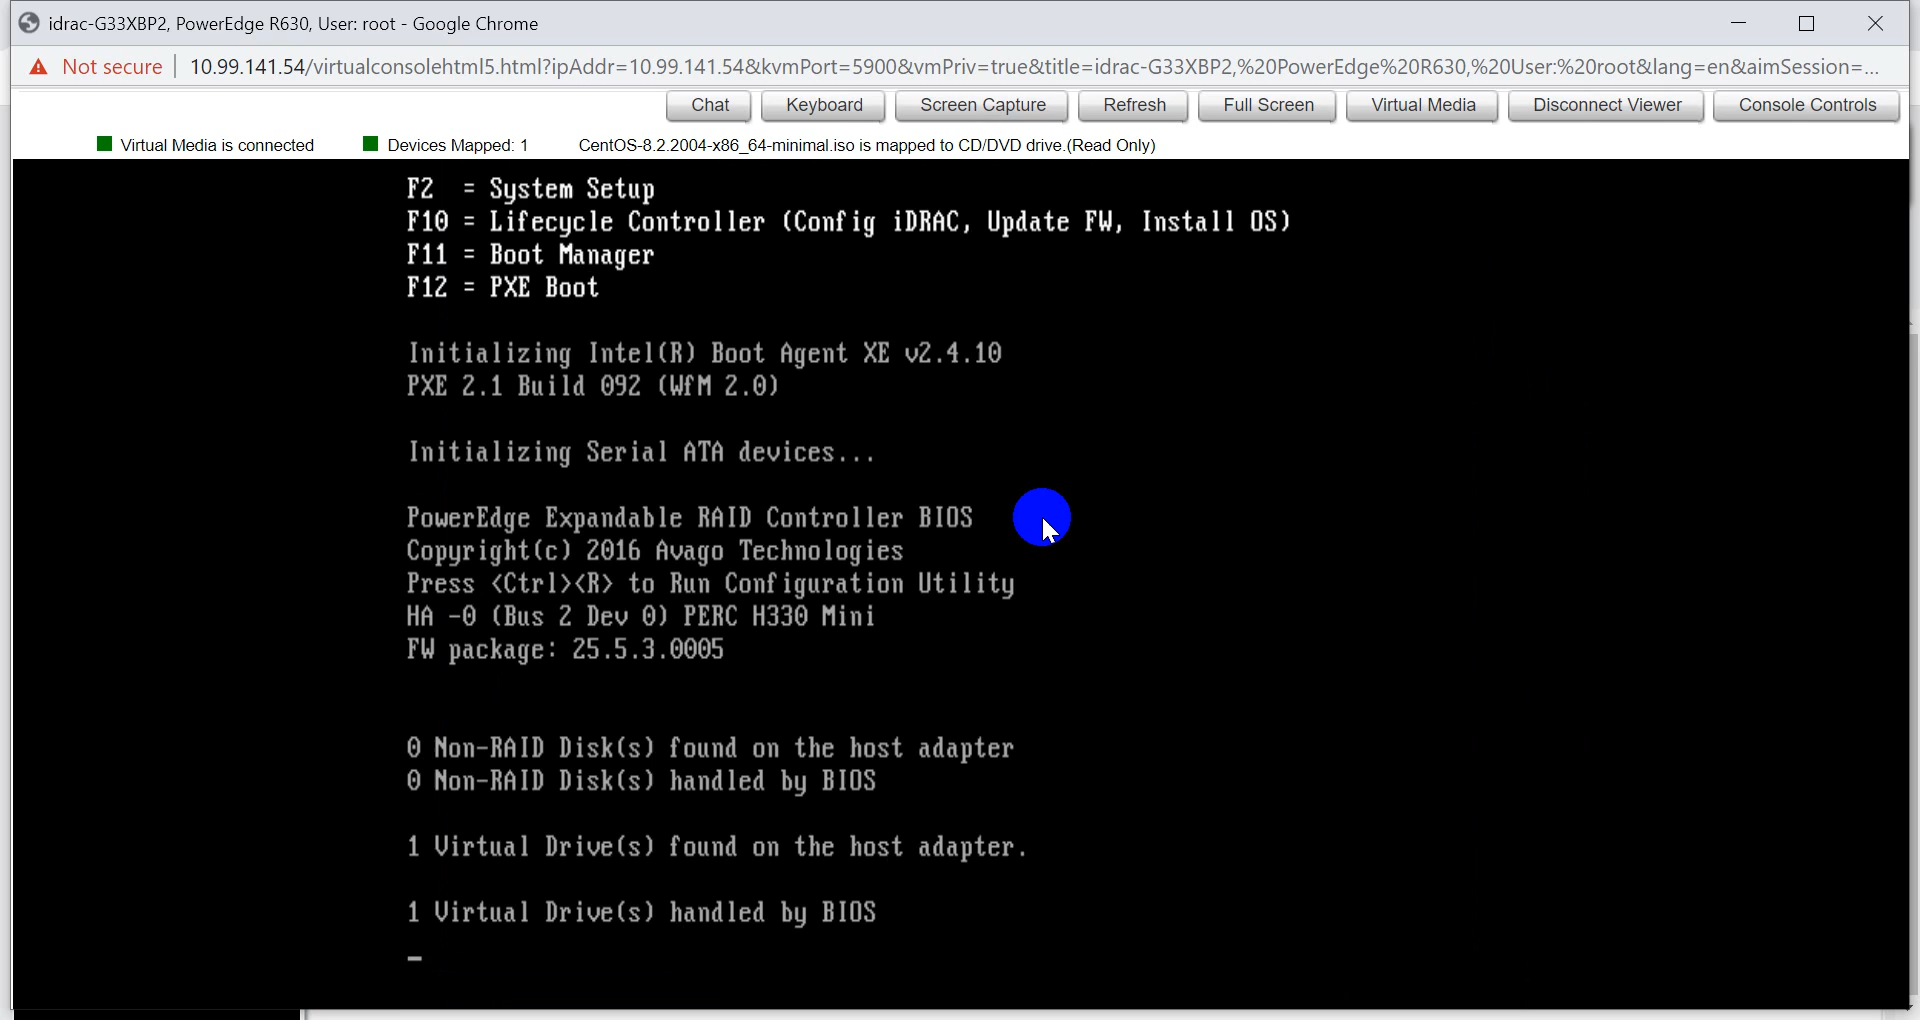 idrac-G33XBP2, PowerEdge R630, User: root - Google Chrome
Not secure 10.99.141.54/virtualconsolehtml5.html?ipAddr=10.99.141.54&kvmPort=5900&vmPriv=true&title=idrac-G33XBP2,%20PowerEdge%20R630,%20User:%20root&lang=en&aimSession=...
Chat Keyboard Screen Capture Refresh Full Screen Virtual Media Disconnect Viewer Console Controls
Virtual Media is connected Devices Mapped: 1 CentOS-8.2.2004-x86_64-minimal.iso is mapped to CD/DVD drive.(Read Only)
F2 = System Setup
F10 = Lifecycle Controller (Config iDRAC, Update FW, Install OS)
F11 = Boot Manager
F12 = PXE Boot
Initializing Intel(R) Boot Agent XE v2.4.10
PXE 2.1 Build 092 (WfM 2.0)
Initializing Serial ATA devices...
PowerEdge Expandable RAID Controller BIOS
Copyright(c) 2016 Avago Technologies
Press <Ctrl><R> to Run Configuration Utility
HA -0 (Bus 2 Dev 0) PERC H330 Mini
FW package: 25.5.3.0005
0 Non-RAID Disk(s) found on the host adapter
0 Non-RAID Disk(s) handled by BIOS
1 Virtual Drive(s) found on the host adapter.
1 Virtual Drive(s) handled by BIOS